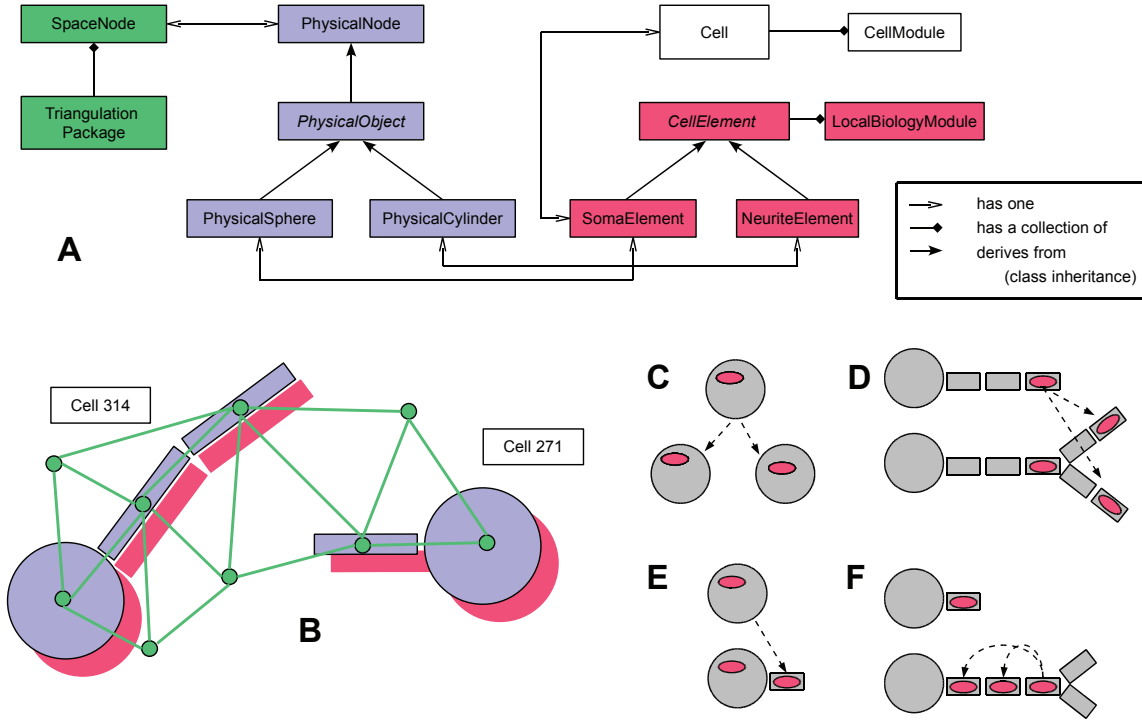 SpaceNode
PhysicalNode
Cell
CellModule
Triangulation
Package
PhysicalObject
CellElement
LocalBiologyModule
PhysicalSphere
PhysicalCylinder
SomaElement
NeuriteElement
has one
has a collection of
derives from
(class inheritance)
A
Cell 314
Cell 271
B
C
D
E
F